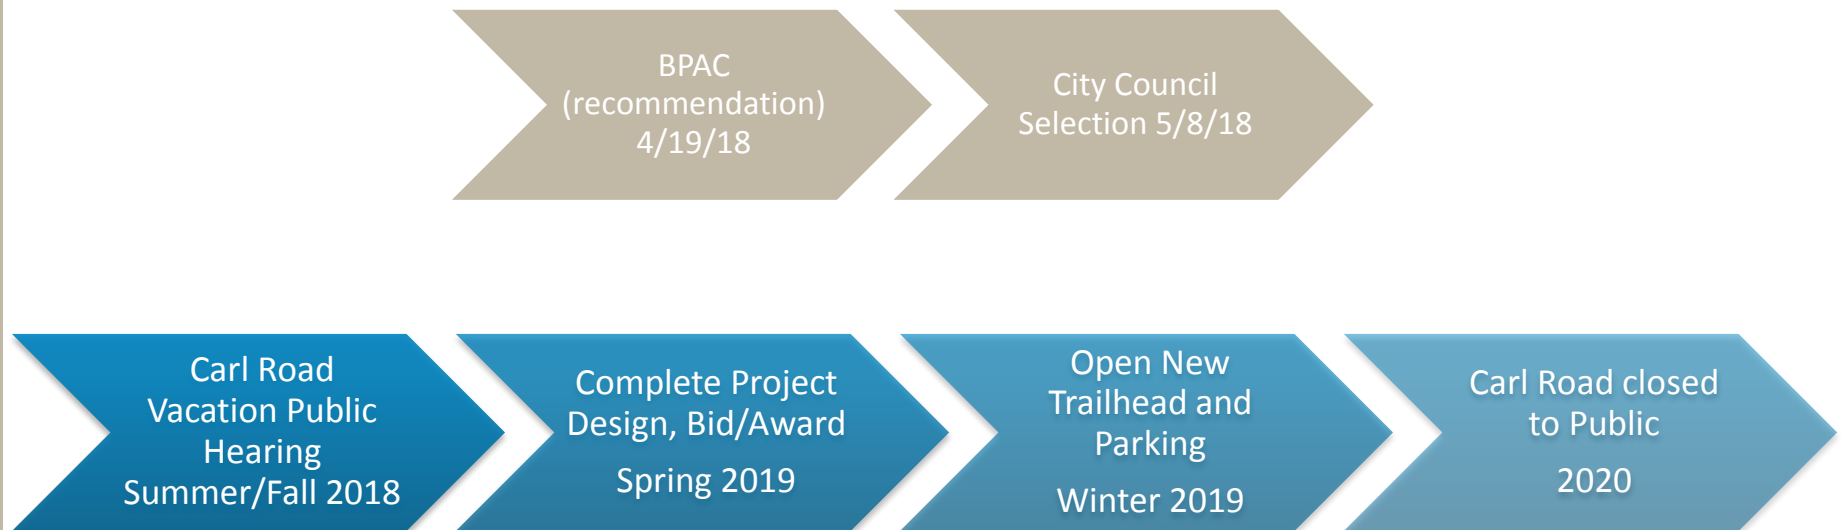 BPAC
(recommendation)
4/19/18
City Council
Selection 5/8/18
Carl Road
Vacation Public
Hearing
Summer/Fall 2018
Complete Project
Design, Bid/Award
Spring 2019
Open New
Trailhead and
Parking
Winter 2019
Carl Road closed
to Public
2020